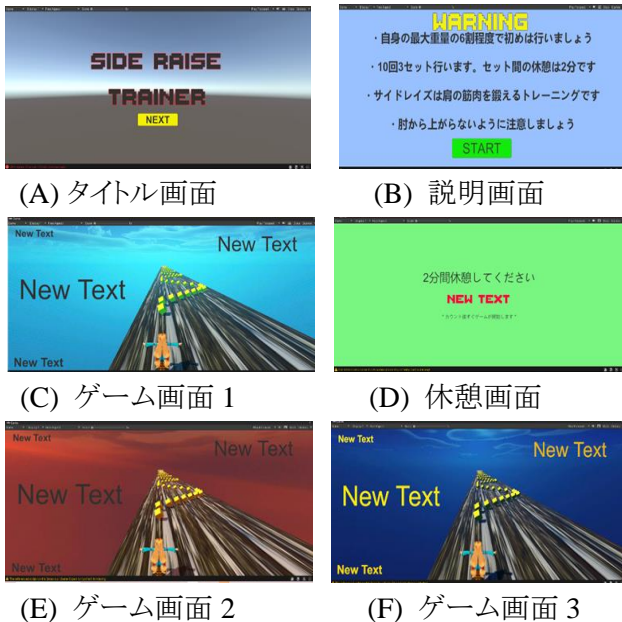 SIDE RAISE
TRAINER
NEXT
(A) タイトル画面
WARNING
・自身の最大重量の6割程度で初めは行いましょう
・10回3セット行います。セット間の休憩は2分です
・サイドレイズは肩の筋肉を鍛えるトレーニングです
・肘から上がらないように注意しましょう
START
(B) 説明画面
New Text
New Text
New Text
New Text
(C) ゲーム画面 1
2分間休憩してください
NEW TEXT
(D) 休憩画面
New Text
New Text
New Text
New Text
(E) ゲーム画面 2
New Text
New Text
New Text
New Text
(F) ゲーム画面 3